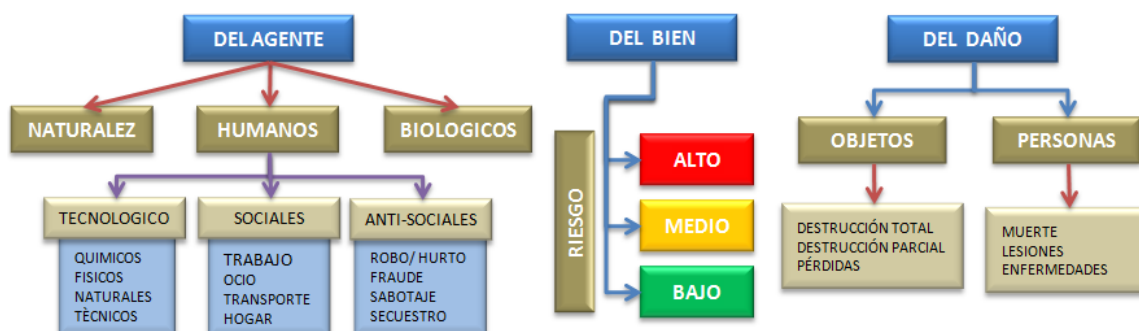 DEL AGENTE
NATURALEZ
HUMANOS
BIOLOGICOS
TECNOLOGICO
QUIMICOS
FISICOS
NATURALES
TÈCNICOS
SOCIALES
TRABAJO
OCIO
TRANSPORTE
HOGAR
ANTI-SOCIALES
ROBO/ HURTO
FRAUDE
SABOTAJE
SECUESTRO
DEL BIEN
RIESGO
ALTO
MEDIO
BAJO
DEL DAÑO
OBJETOS
DESTRUCCIÓN TOTAL
DESTRUCCIÓN PARCIAL
PÉRDIDAS
PERSONAS
MUERTE
LESIONES
ENFERMEDADES